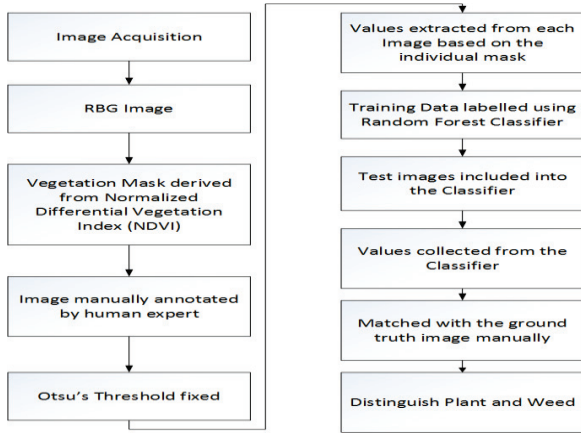 Image Acquisition
RBG Image
Vegetation Mask derived
from Normalized
Differential Vegetation
Index (NDVI)
Image manually annotated
by human expert
Otsu's Threshold fixed
Values extracted from each
Image based on the
individual mask
Training Data labelled using
Random Forest Classifier
Test images included into
the Classifier
Values collected from the
Classifier
Matched with the ground
truth image manually
Distinguish Plant and Weed